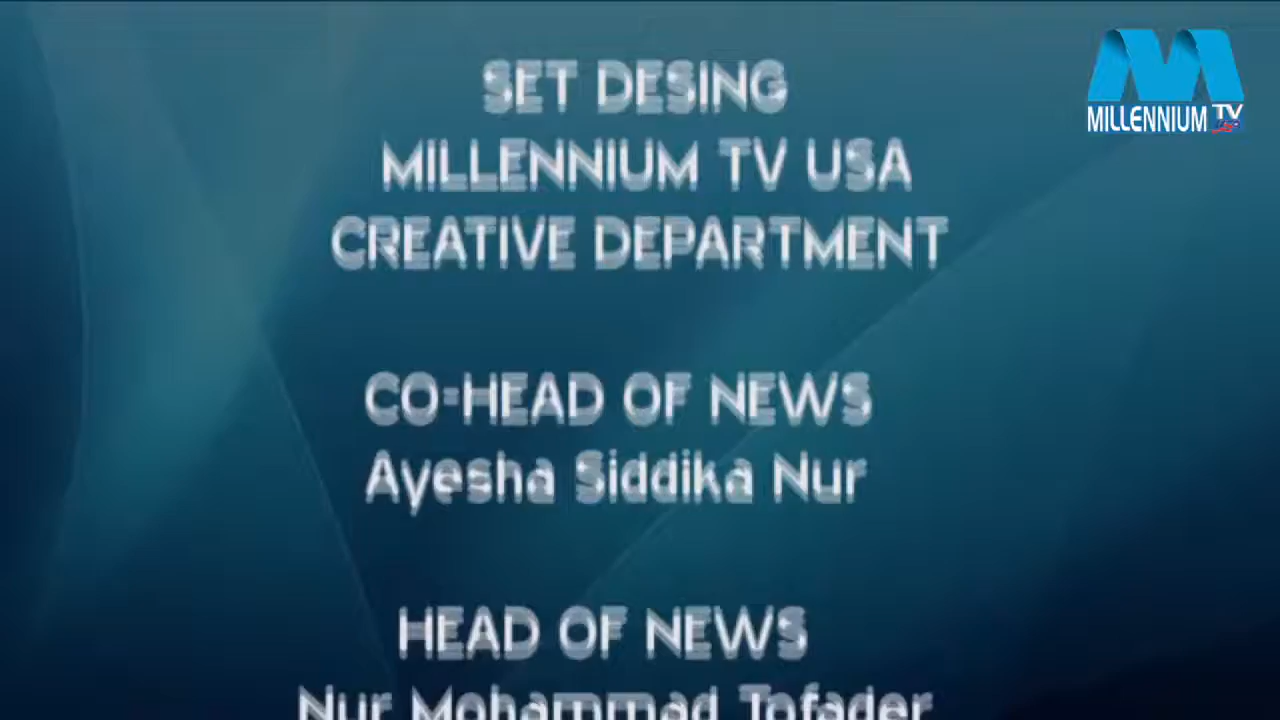 SET DESING
MILLENNIUM TV USA
CREATIVE DEPARTMENT
CO-HEAD OF NEWS
Ayesha Siddika Nur
HEAD OF NEWS
Nur Mohammad Tofader
MILLENNIUM TV
USA